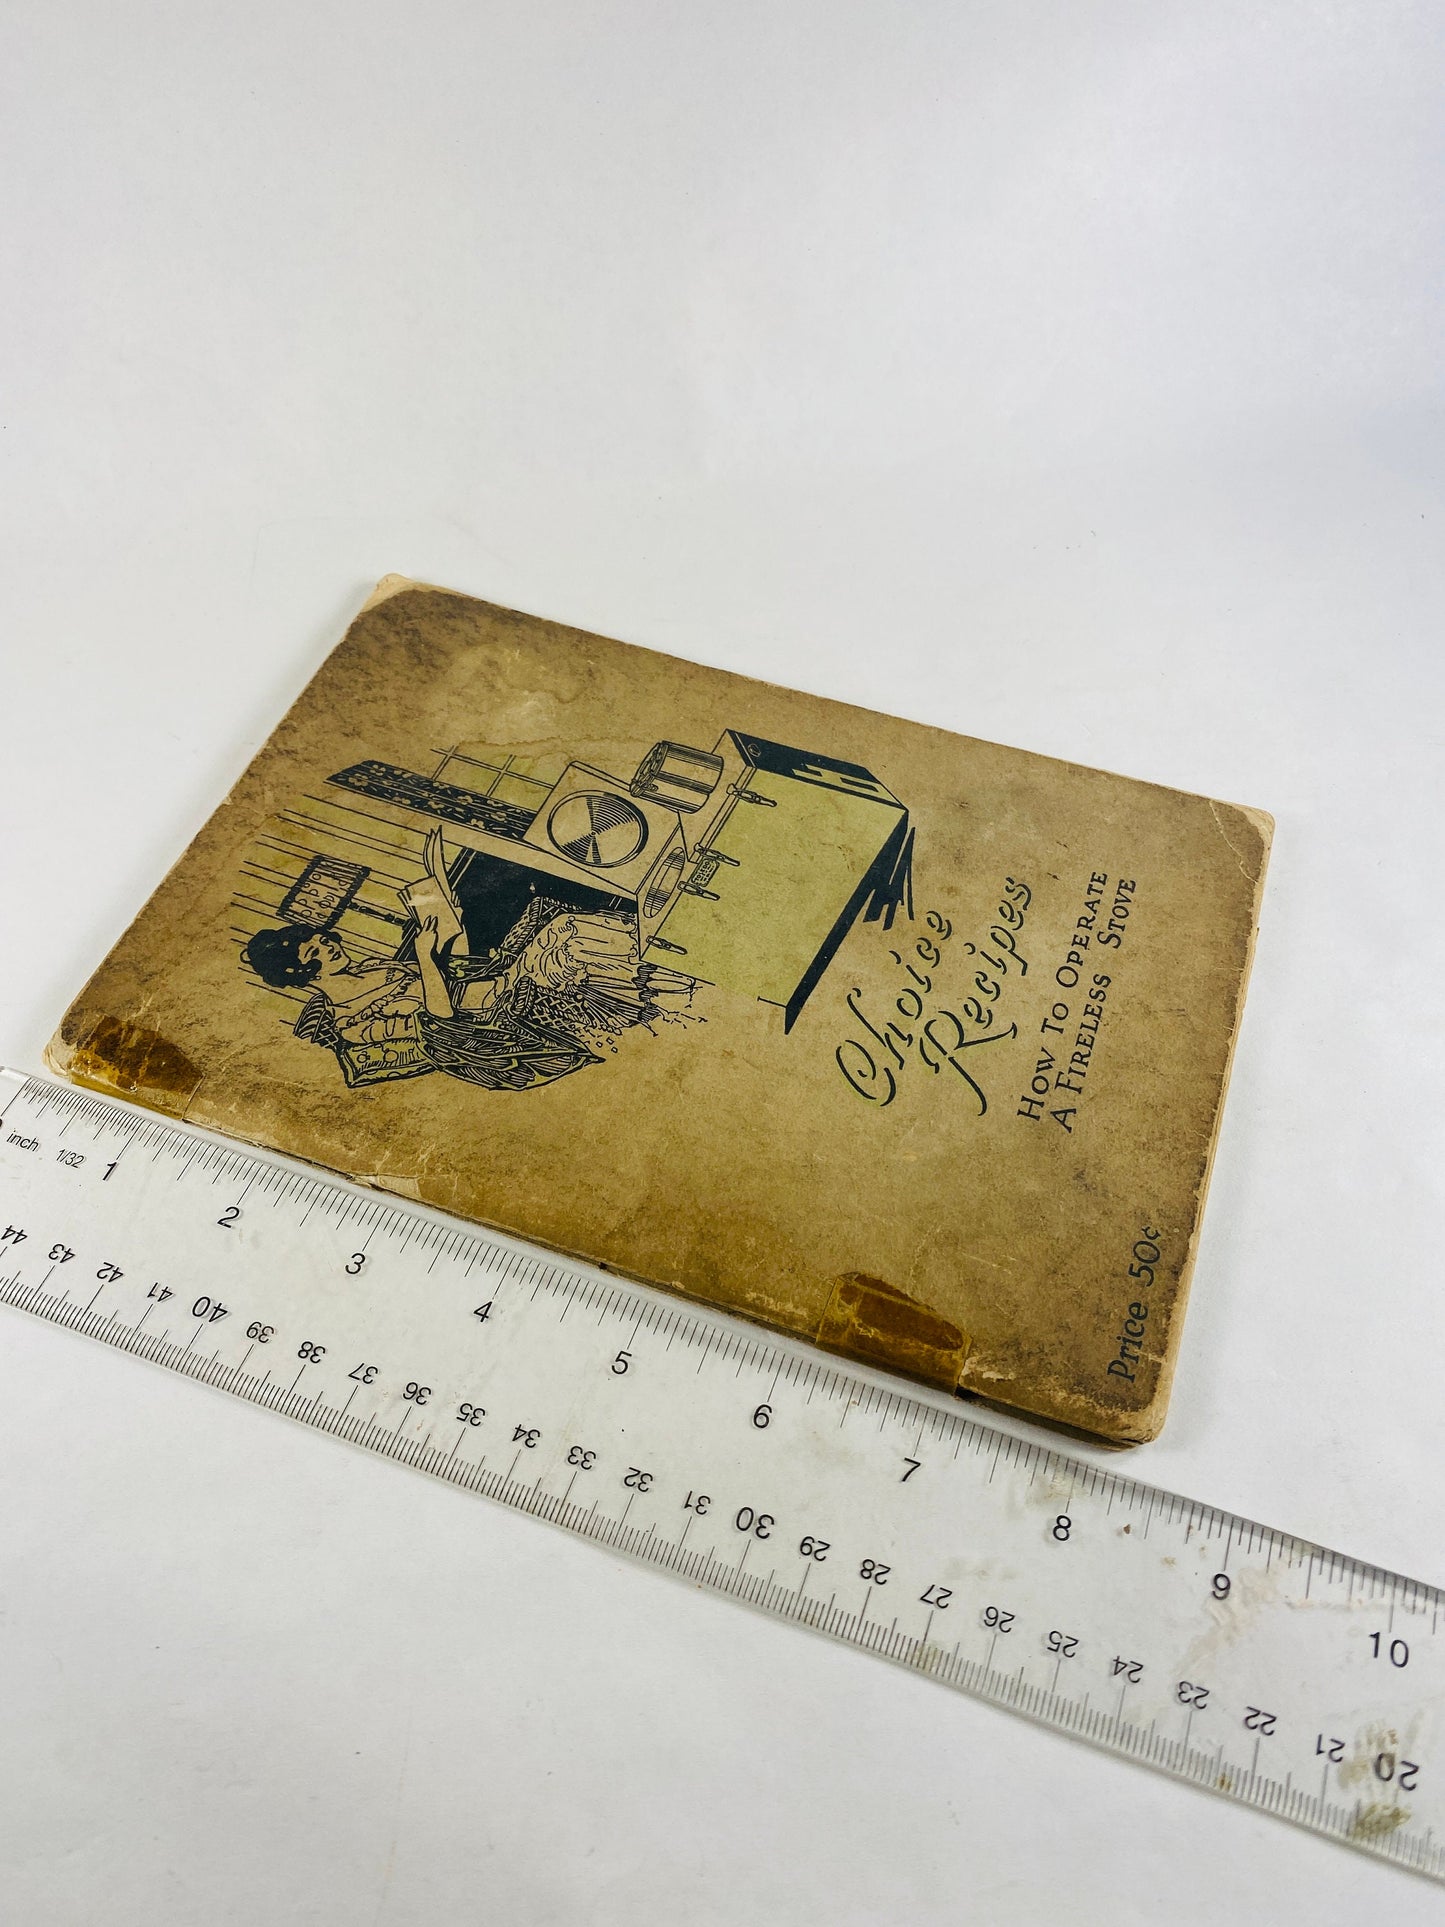 Choice
Recipes
HOW TO OPERATE
A FIRELESS STOVE
Price 50¢
inch 1/32
1 2 3 4 5 6 7 8 9 10
44 43 42 41 40 39 38 37 36 35 34 33 32 31 30 29 28 27 26 25 24 23 22 21 20